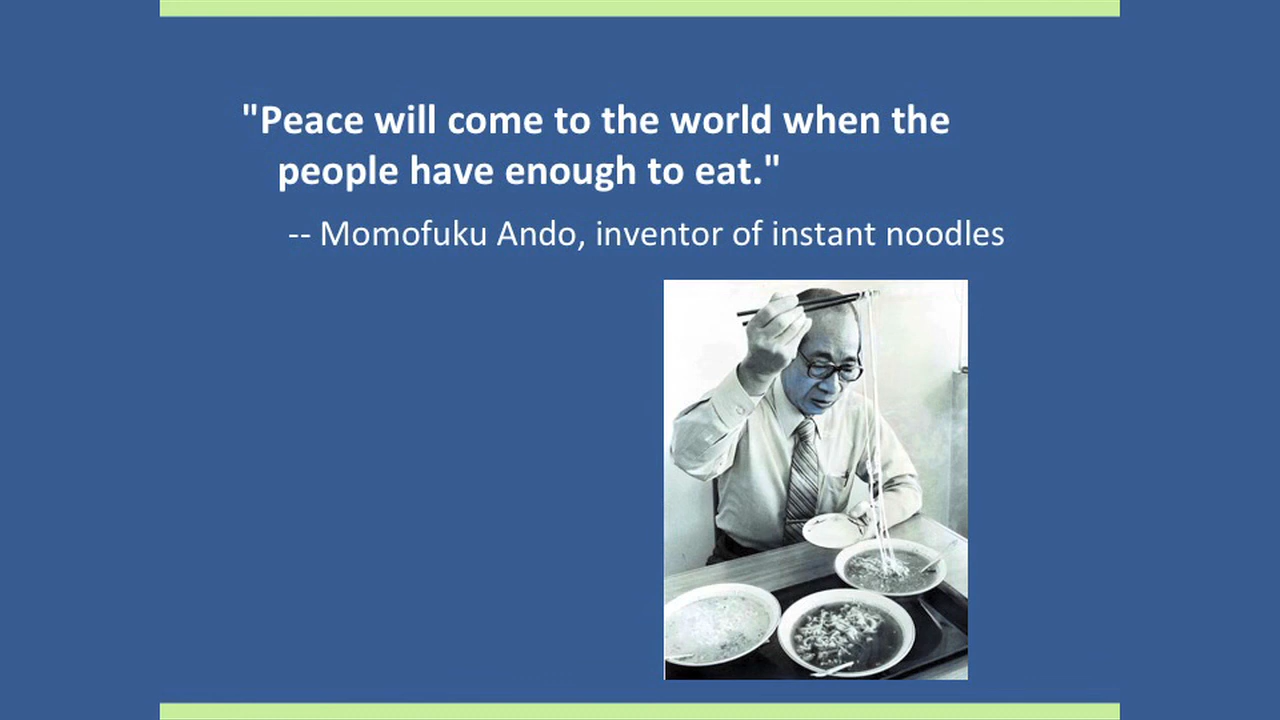 "Peace will come to the world when the
people have enough to eat."
-- Momofuku Ando, inventor of instant noodles